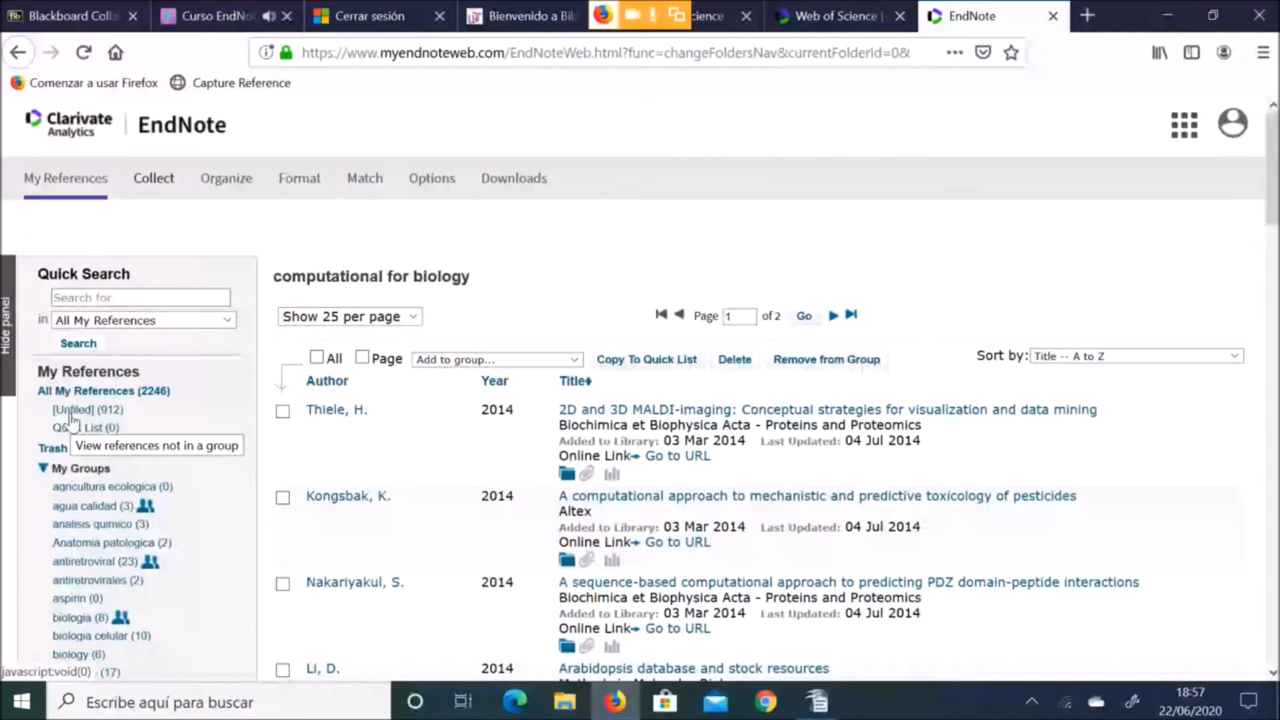 Blackboard Colla
Curso EndNo
Cerrar sesión
Bienvenido a Bib
cience
Web of Science |
EndNote
https://www.myendnoteweb.com/EndNoteWeb.html?func=changeFoldersNav&currentFolderId=0&
Comenzar a usar Firefox
Capture Reference
Clarivate
Analytics
EndNote
My References
Collect
Organize
Format
Match
Options
Downloads
Hide panel
Quick Search
Search for
in All My References
Search
My References
All My References (2246)
[Unfiled] (912)
List (0)
View references not in a group
Trash
My Groups
agricultura ecologica (0)
agua calidad (3)
analisis quimico (3)
Anatomia patologica (2)
antiretroviral (23)
antiretrovirales (2)
aspirin (0)
biologia (8)
biologia celular (10)
biology (6)
(17)
javascript:void(0)
computational for biology
Show 25 per page
Page 1 of 2 Go
All Page Add to group... Copy To Quick List Delete Remove from Group
Sort by: Title -- A to Z
Author Year Title
Thiele, H. 2014 2D and 3D MALDI-imaging: Conceptual strategies for visualization and data mining
Biochimica et Biophysica Acta - Proteins and Proteomics
Added to Library: 03 Mar 2014 Last Updated: 04 Jul 2014
Online Link Go to URL
Kongsbak, K. 2014 A computational approach to mechanistic and predictive toxicology of pesticides
Altex
Added to Library: 03 Mar 2014 Last Updated: 04 Jul 2014
Online Link Go to URL
Nakariyakul, S. 2014 A sequence-based computational approach to predicting PDZ domain-peptide interactions
Biochimica et Biophysica Acta - Proteins and Proteomics
Added to Library: 03 Mar 2014 Last Updated: 04 Jul 2014
Online Link Go to URL
Li, D. 2014 Arabidopsis database and stock resources
Escribe aquí para buscar
18:57
22/06/2020